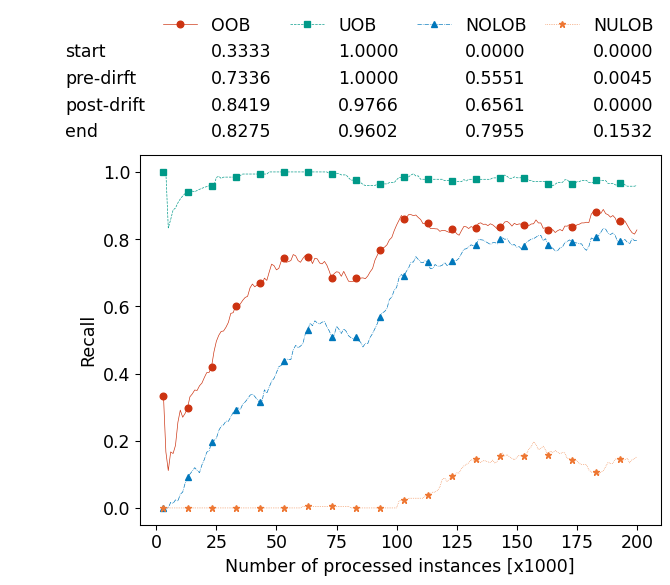 OOB UOB NOLOB NULOB
start 0.3333 1.0000 0.0000 0.0000
pre-dirft 0.7336 1.0000 0.5551 0.0045
post-drift 0.8419 0.9766 0.6561 0.0000
end 0.8275 0.9602 0.7955 0.1532
1.0
0.8
0.6
0.4
0.2
0.0
Recall
0 25 50 75 100 125 150 175 200
Number of processed instances [x1000]